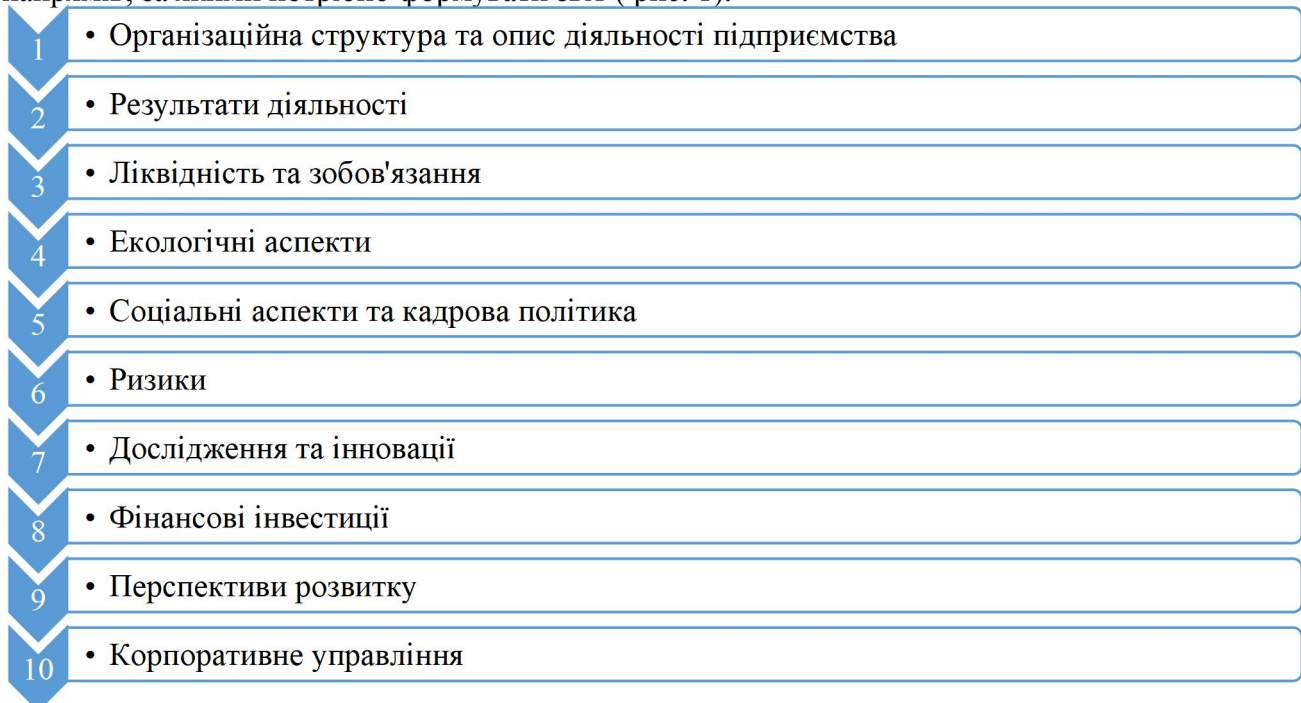 1 • Організаційна структура та опис діяльності підприємства
2 • Результати діяльності
3 • Ліквідність та зобов'язання
4 • Екологічні аспекти
5 • Соціальні аспекти та кадрова політика
6 • Ризики
7 • Дослідження та інновації
8 • Фінансові інвестиції
9 • Перспективи розвитку
10 • Корпоративне управління